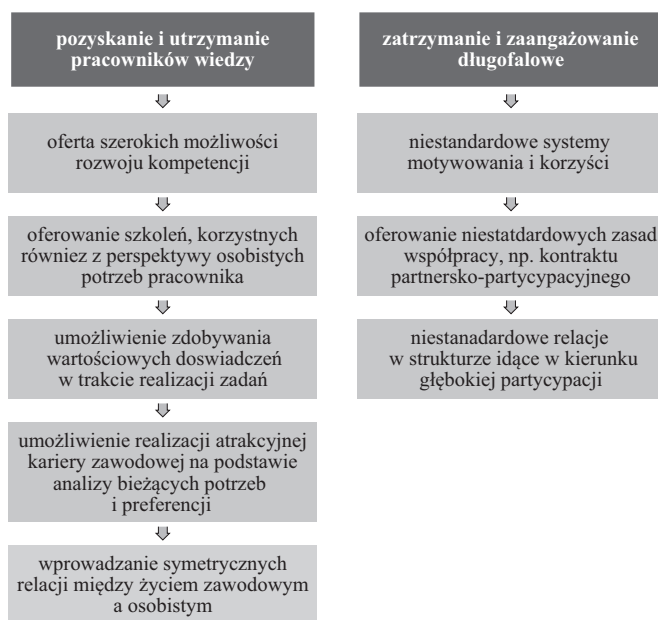 pozyskanie i utrzymanie
pracowników wiedzy
oferta szerokich możliwości
rozwoju kompetencji
oferowanie szkoleń, korzystnych
również z perspektywy osobistych
potrzeb pracownika
umożliwienie zdobywania
wartościowych doswiadczeń
w trakcie realizacji zadań
umożliwienie realizacji atrakcyjnej
kariery zawodowej na podstawie
analizy bieżących potrzeb
i preferencji
wprowadzanie symetrycznych
relacji między życiem zawodowym
a osobistym
zatrzymanie i zaangażowanie
długofalowe
niestandardowe systemy
motywowania i korzyści
oferowanie niestatdardowych zasad
współpracy, np. kontraktu
partnersko-partycypacyjnego
niestanadardowe relacje
w strukturze idące w kierunku
głębokiej partycypacji